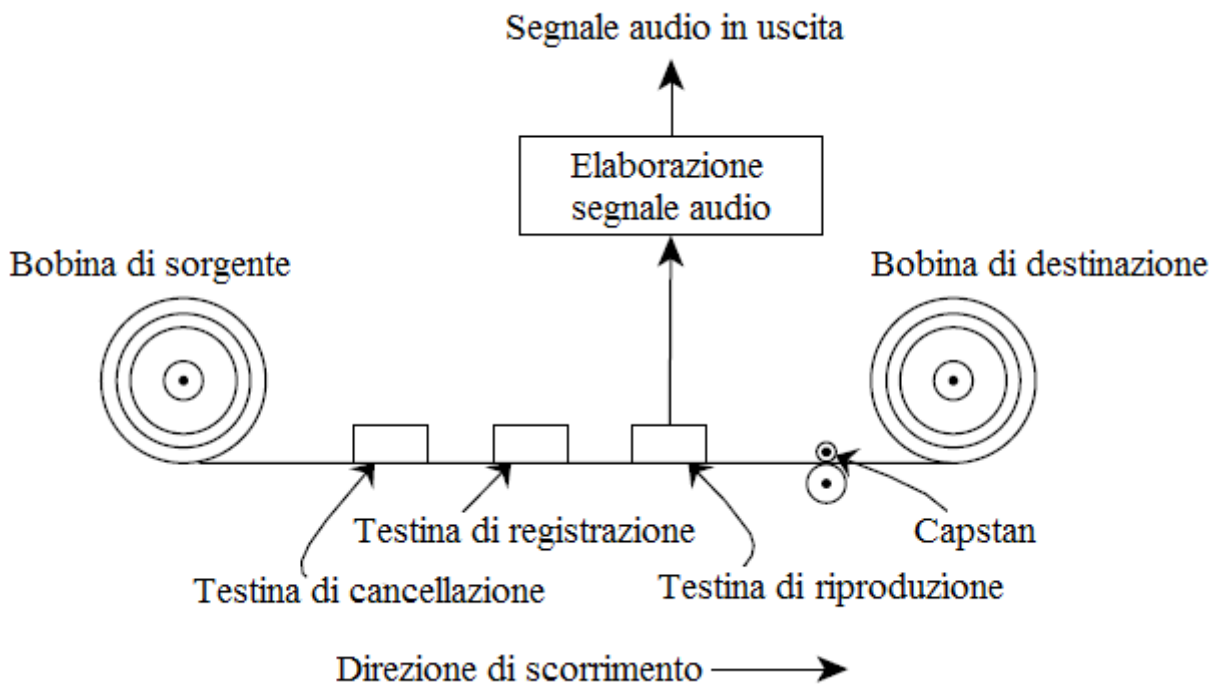 Segnale audio in uscita
Elaborazione
segnale audio
Bobina di sorgente
Bobina di destinazione
Testina di registrazione
Capstan
Testina di cancellazione
Testina di riproduzione
Direzione di scorrimento